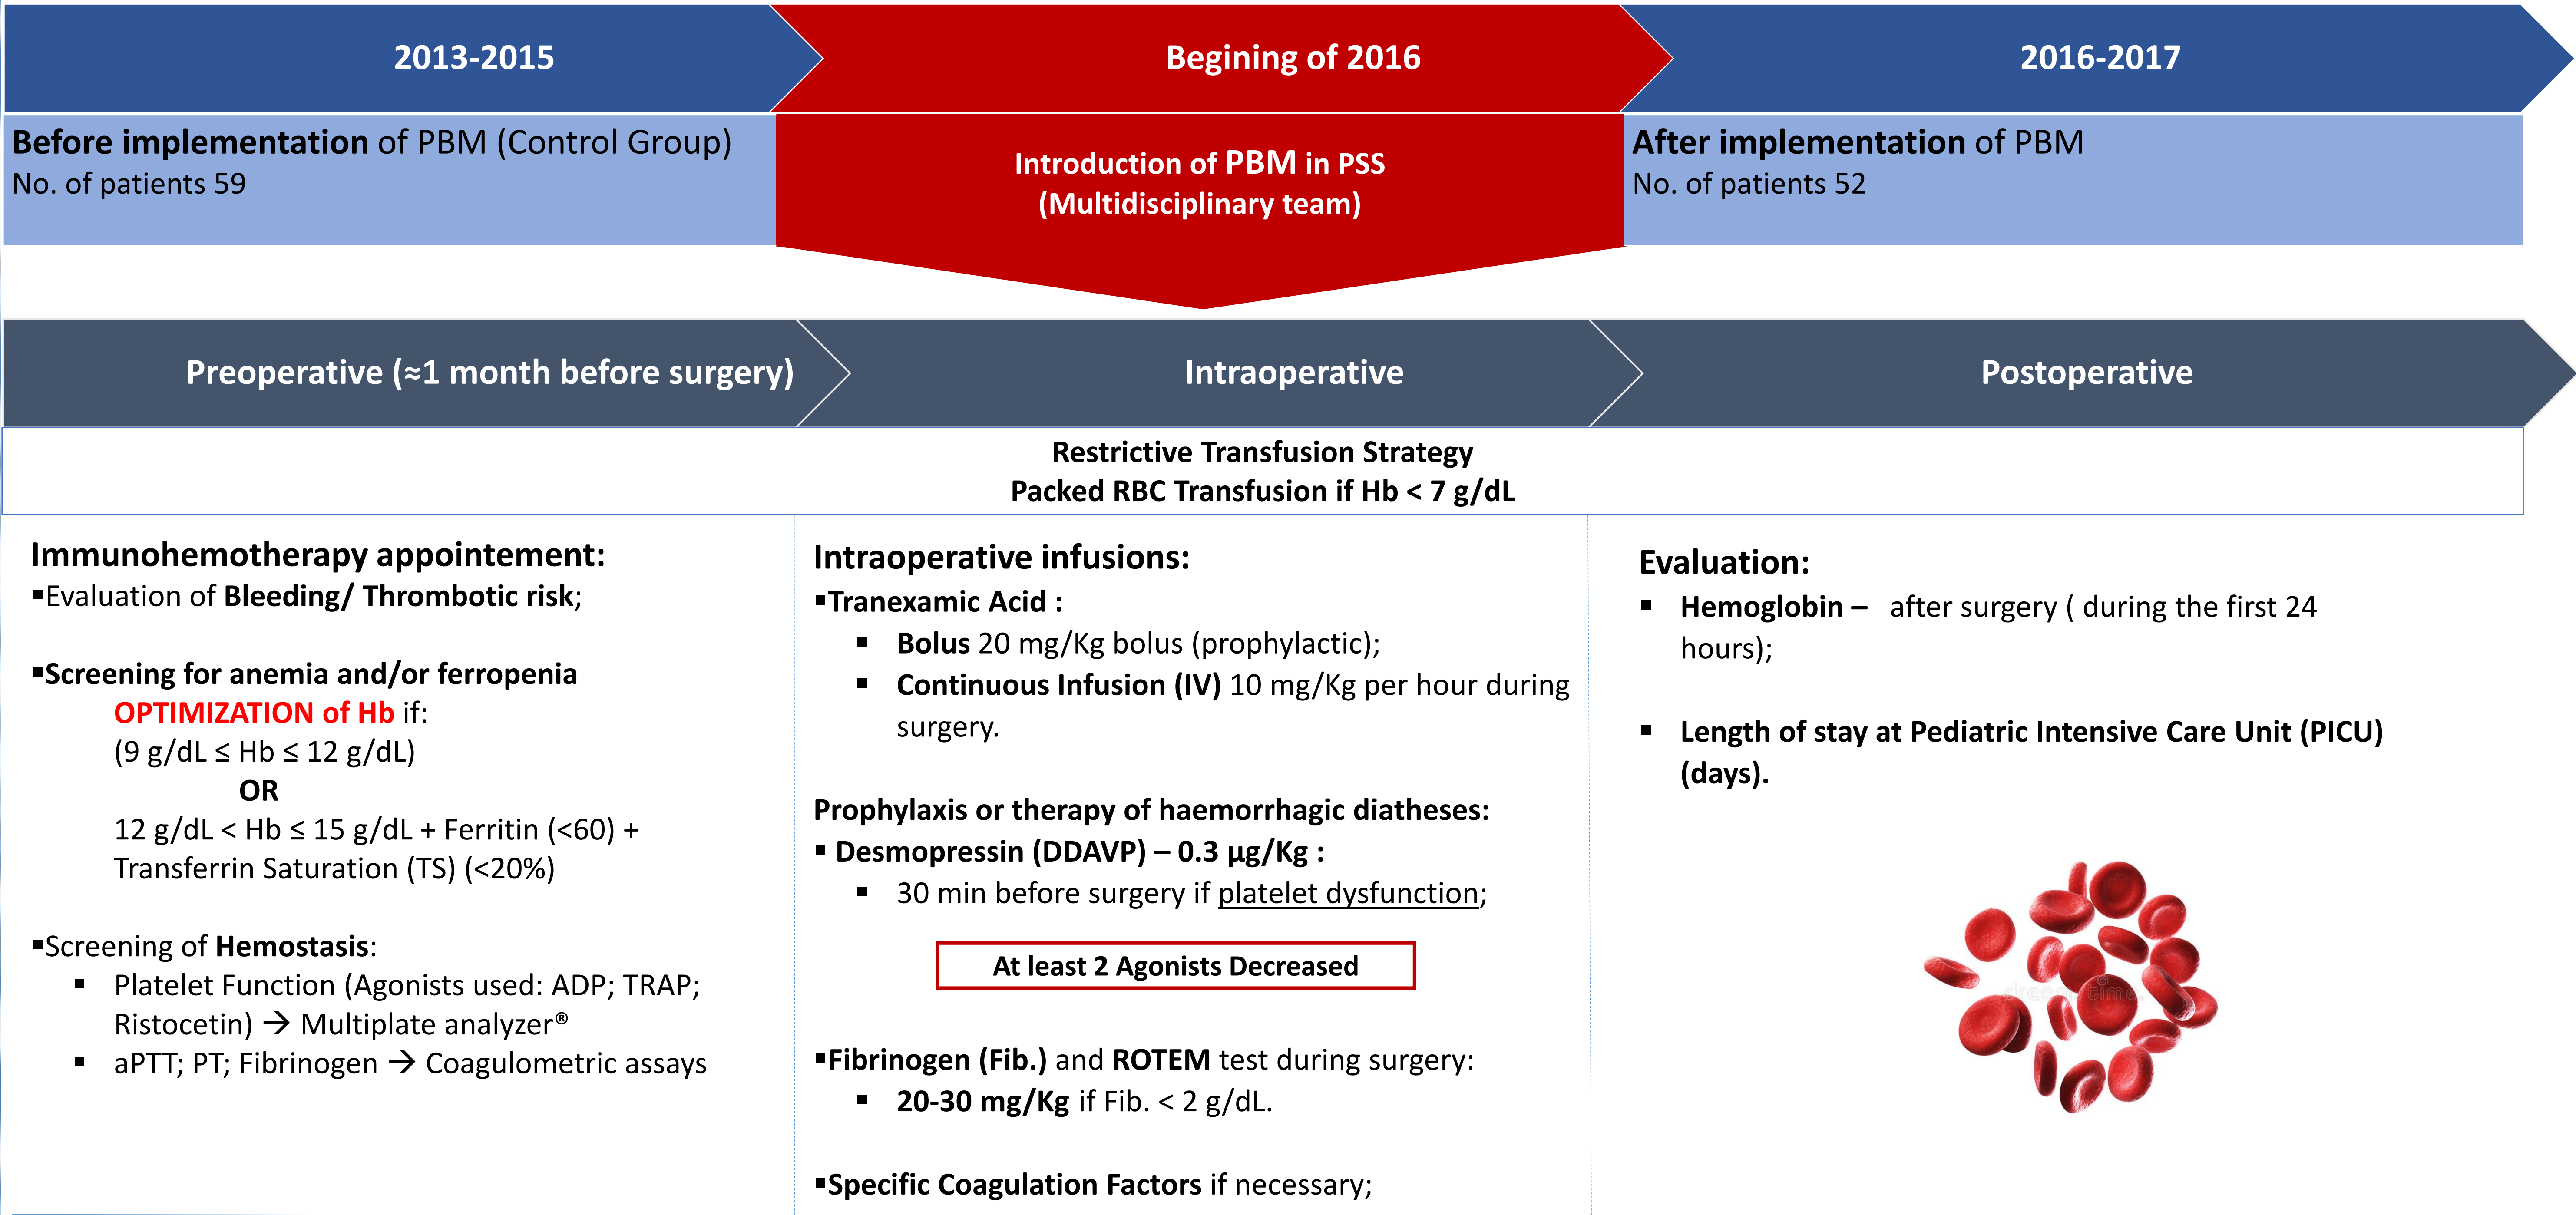 2013-2015
Begining of 2016
2016-2017
Before implementation of PBM (Control Group)
No. of patients 59
Introduction of PBM in PSS
(Multidisciplinary team)
After implementation of PBM
No. of patients 52
Preoperative (≈1 month before surgery)
Intraoperative
Postoperative
Restrictive Transfusion Strategy
Packed RBC Transfusion if Hb < 7 g/dL
Immunohemotherapy appointement:
▪Evaluation of Bleeding/ Thrombotic risk;
▪Screening for anemia and/or ferropenia
OPTIMIZATION of Hb if:
(9 g/dL ≤ Hb ≤ 12 g/dL)
OR
12 g/dL < Hb ≤ 15 g/dL + Ferritin (<60) +
Transferrin Saturation (TS) (<20%)
▪Screening of Hemostasis:
▪ Platelet Function (Agonists used: ADP; TRAP;
Ristocetin) → Multiplate analyzer®
▪ aPTT; PT; Fibrinogen → Coagulometric assays
Intraoperative infusions:
▪Tranexamic Acid :
▪ Bolus 20 mg/Kg bolus (prophylactic);
▪ Continuous Infusion (IV) 10 mg/Kg per hour during
surgery.
Prophylaxis or therapy of haemorrhagic diatheses:
▪ Desmopressin (DDAVP) – 0.3 µg/Kg :
▪ 30 min before surgery if platelet dysfunction;
At least 2 Agonists Decreased
▪Fibrinogen (Fib.) and ROTEM test during surgery:
▪ 20-30 mg/Kg if Fib. < 2 g/dL.
▪Specific Coagulation Factors if necessary;
Evaluation:
▪ Hemoglobin – after surgery ( during the first 24
hours);
▪ Length of stay at Pediatric Intensive Care Unit (PICU)
(days).